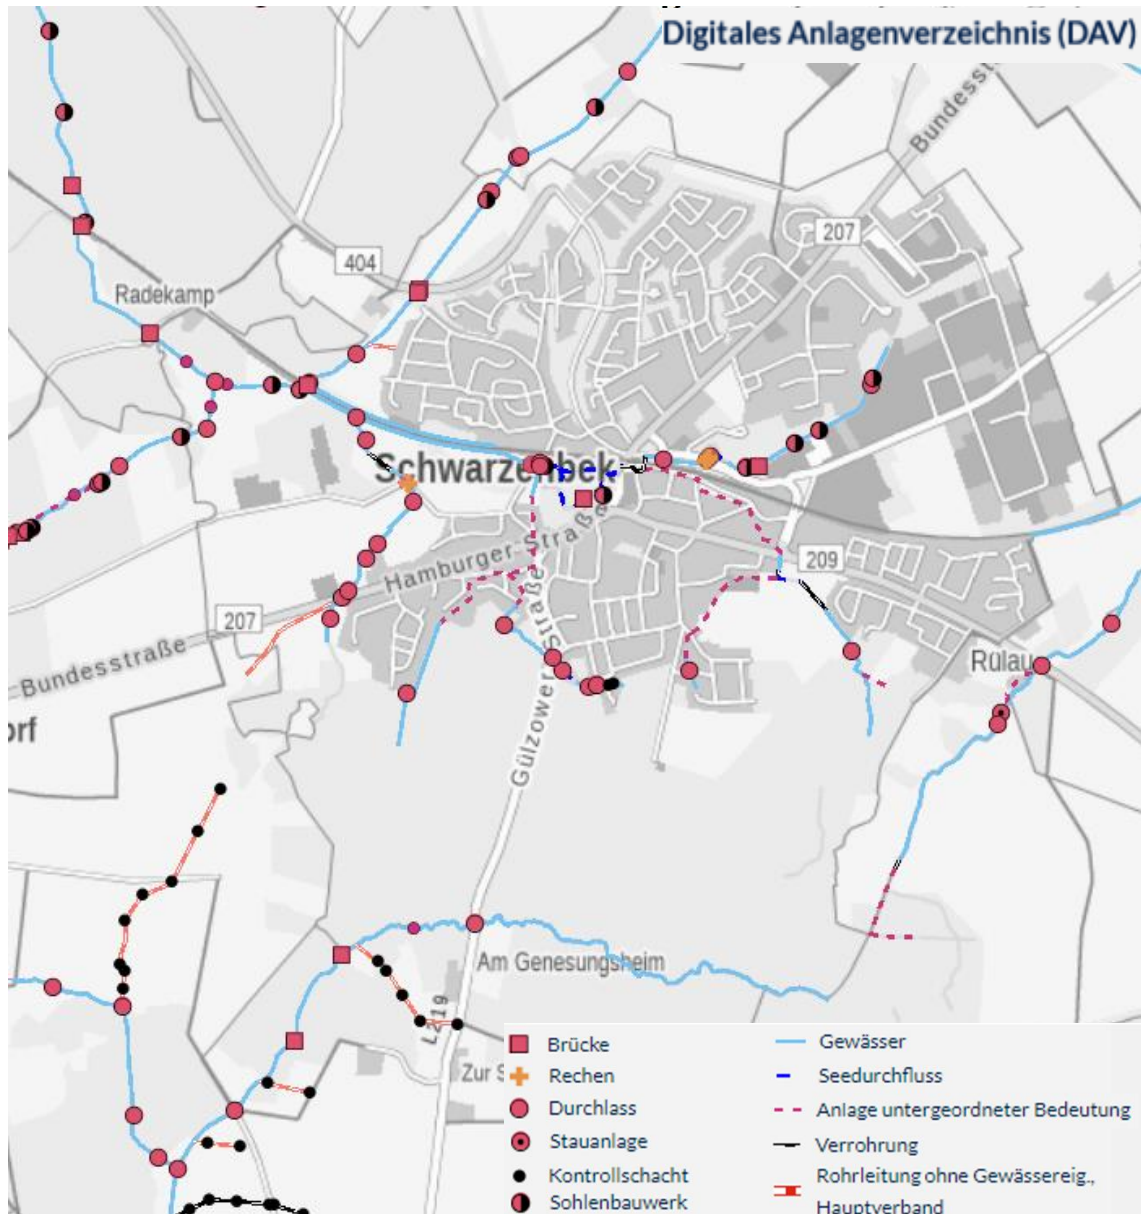 Digitales Anlagenverzeichnis (DAV)
Bundesst
207
404
Radekamp
Schwarzenbek
Hamburger-Straße
209
207
Bundesstraße
Rülau
orf
Gülzower Straße
Am Genesungsheim
L219
Zur S
Brücke
Rechen
Durchlass
Stauanlage
Kontrollschacht
Sohlenbauwerk
Gewässer
Seedurchfluss
Anlage untergeordneter Bedeutung
Verrohrung
Rohrleitung ohne Gewässereig.,
Hauptverband